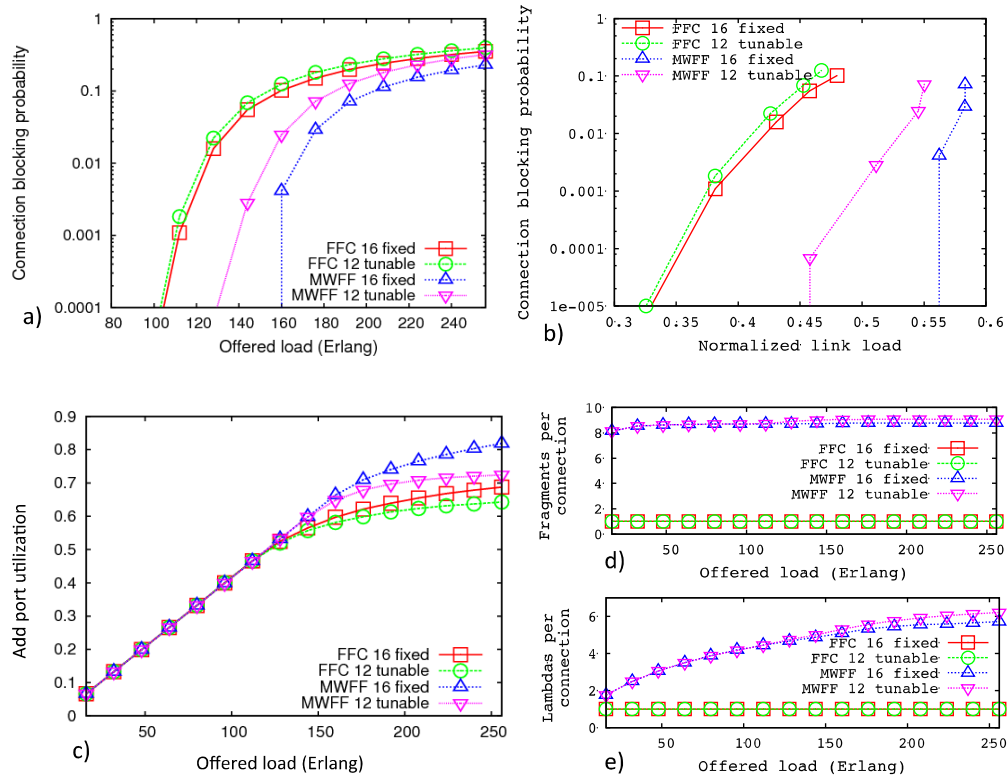 Connection blocking probability
1
0.1
0.01
0.001
0.0001
80 100 120 140 160 180 200 220 240
Offered load (Erlang)
FFC 16 fixed
FFC 12 tunable
MWFF 16 fixed
MWFF 12 tunable
a)
Connection blocking probability
1
0.1
0.01
0.001
0.0001
1e-005
0.3 0.35 0.4 0.45 0.5 0.55 0.6
Normalized link load
FFC 16 fixed
FFC 12 tunable
MWFF 16 fixed
MWFF 12 tunable
b)
Add port utilization
0.9
0.8
0.7
0.6
0.5
0.4
0.3
0.2
0.1
0
50 100 150 200 250
Offered load (Erlang)
FFC 16 fixed
FFC 12 tunable
MWFF 16 fixed
MWFF 12 tunable
c)
Fragments per
connection
10
8
6
4
2
0
50 100 150 200 250
Offered load (Erlang)
FFC 16 fixed
FFC 12 tunable
MWFF 16 fixed
MWFF 12 tunable
d)
Lambdas per
connection
6
4
2
0
50 100 150 200 250
Offered load (Erlang)
FFC 16 fixed
FFC 12 tunable
MWFF 16 fixed
MWFF 12 tunable
e)